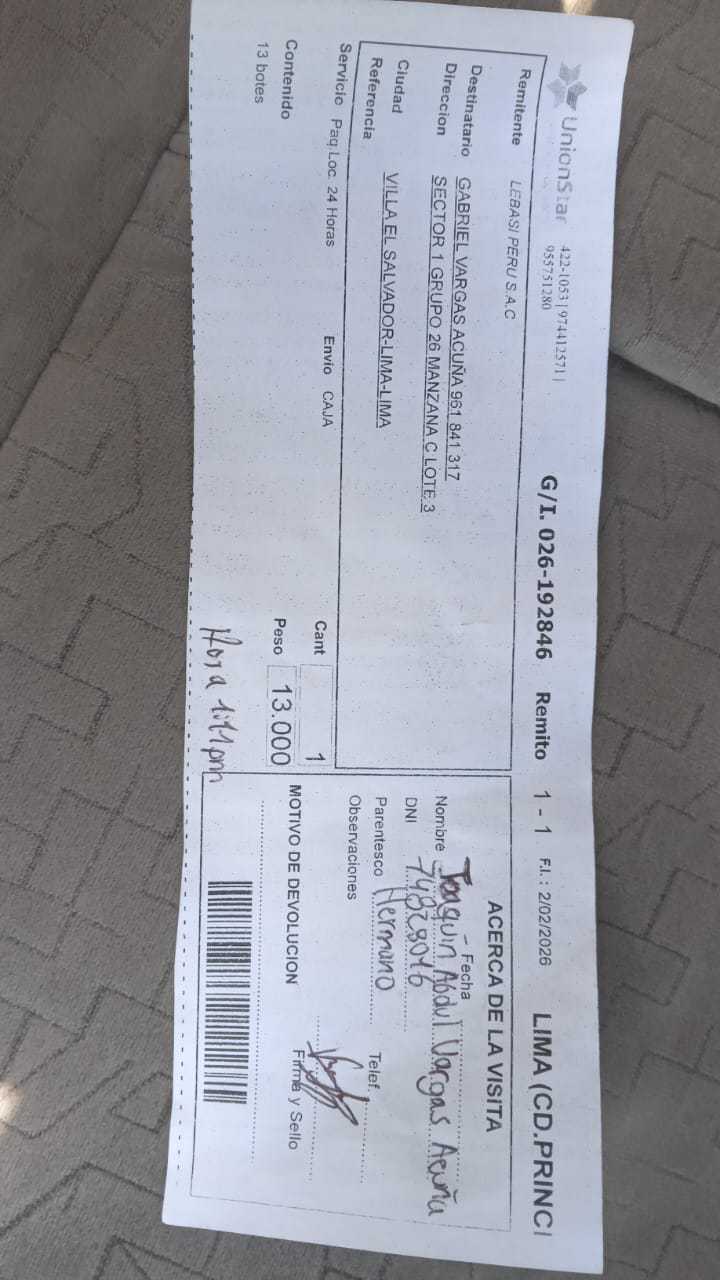 UnionStar
422-1053 | 974412571 |
955751280
G/I. 026-192846 Remito 1 - 1 F.I. : 2/02/2026 LIMA (CD.PRINCI
Remitente LEBASI PERU S.A.C
Destinatario GABRIEL VARGAS ACUÑA 961 841 317
Direccion SECTOR 1 GRUPO 26 MANZANA C LOTE 3
Ciudad VILLA EL SALVADOR-LIMA-LIMA
Referencia
Servicio Paq.Loc. 24 Horas Envio CAJA Cant 1
Contenido Peso 13.000
13 botes
Hora
ACERCA DE LA VISITA
Fecha
Nombre Joaquin Abdul Vargas Acuña
DNI 74828046
Parentesco Hermano Telef.
Observaciones
MOTIVO DE DEVOLUCION Firma y Sello